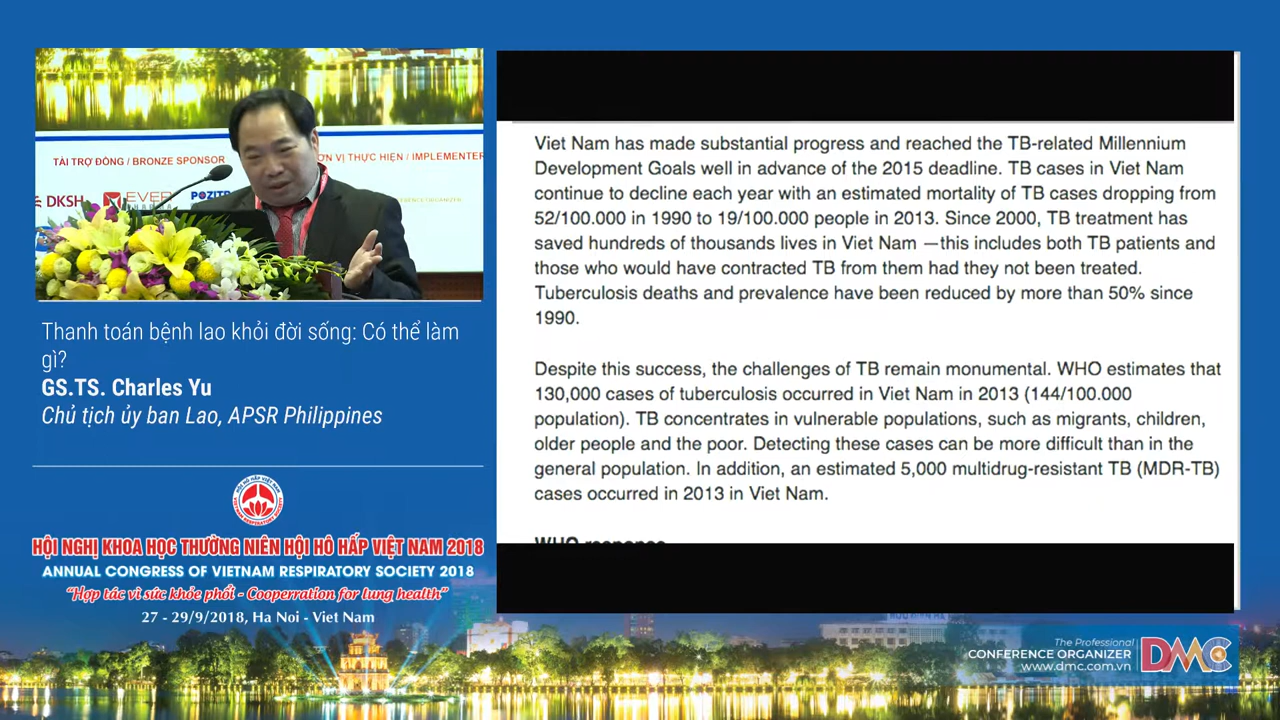 TÀI TRỢ ĐỒNG / BRONZE SPONSOR
ƠN VỊ THỰC HIỆN / IMPLEMENTER
DKSH
EVER
PHARMA
Thanh toán bệnh lao khỏi đời sống: Có thể làm
gì?
GS.TS. Charles Yu
Chủ tịch ủy ban Lao, APSR Philippines
HỘI HÔ HẤP VIỆT NAM
HỘI NGHỊ KHOA HỌC THƯỜNG NIÊN HỘI HÔ HẤP VIỆT NAM 2018
ANNUAL CONGRESS OF VIETNAM RESPIRATORY SOCIETY 2018
“Hợp tác vì sức khỏe phổi - Cooperration for lung health”
27 - 29/9/2018, Ha Noi - Viet Nam
Viet Nam has made substantial progress and reached the TB-related Millennium
Development Goals well in advance of the 2015 deadline. TB cases in Viet Nam
continue to decline each year with an estimated mortality of TB cases dropping from
52/100.000 in 1990 to 19/100.000 people in 2013. Since 2000, TB treatment has
saved hundreds of thousands lives in Viet Nam —this includes both TB patients and
those who would have contracted TB from them had they not been treated.
Tuberculosis deaths and prevalence have been reduced by more than 50% since
1990.
Despite this success, the challenges of TB remain monumental. WHO estimates that
130,000 cases of tuberculosis occurred in Viet Nam in 2013 (144/100.000
population). TB concentrates in vulnerable populations, such as migrants, children,
older people and the poor. Detecting these cases can be more difficult than in the
general population. In addition, an estimated 5,000 multidrug-resistant TB (MDR-TB)
cases occurred in 2013 in Viet Nam.
WHO response
The Professional
CONFERENCE ORGANIZER
www.dmc.com.vn
DMC